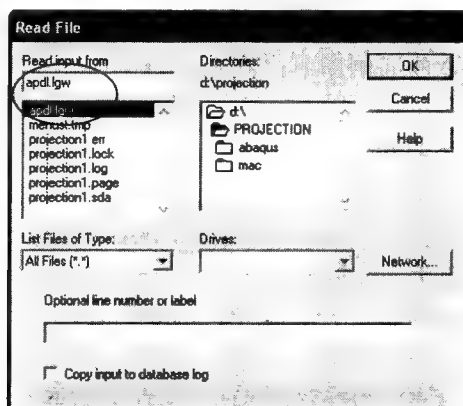 Read File
Read input from
apdl.lgw
apdl.lgw
menust.tmp
projection1.err
projection1.lock
projection1.log
projection1.page
projection1.sda
List Files of Type:
All Files (*.*)
Directories:
d:\projection
d:\
PROJECTION
abaqus
mac
Drives:
OK
Cancel
Help
Network...
Optional line number or label
Copy input to database log